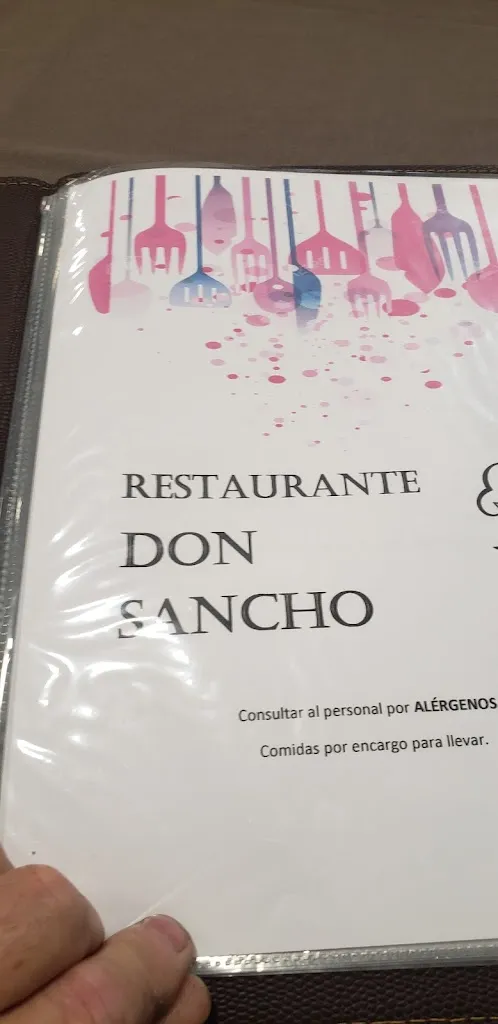 RESTAURANTE
DON
SANCHO
Consultar al personal por ALÉRGENOS
Comidas por encargo para llevar.